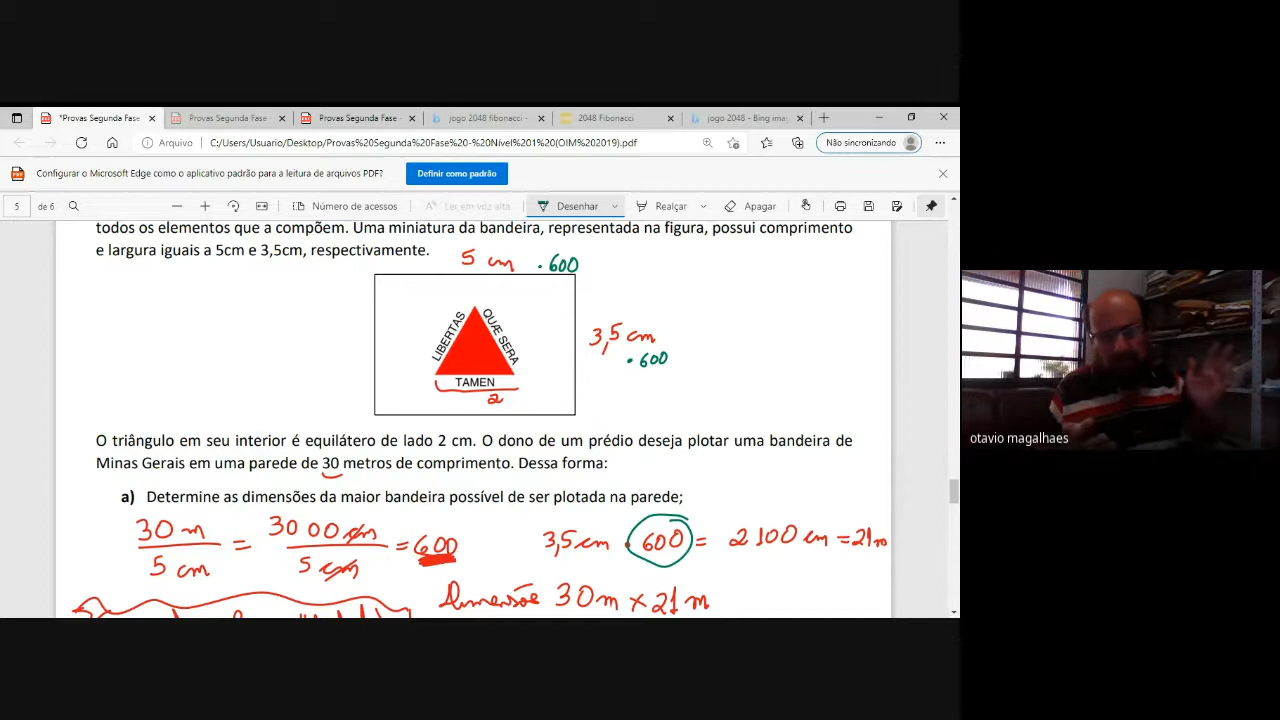 *Provas Segunda Fase
Provas Segunda Fase
Provas Segunda Fase -
jogo 2048 fibonacci -
2048 Fibonacci
jogo 2048 - Bing ima
Arquivo
C:/Users/Usuario/Desktop/Provas%20Segunda%20Fase%20-%20Nível%201%20(OIM%202019).pdf
Não sincronizando
Configurar o Microsoft Edge como o aplicativo padrão para a leitura de arquivos PDF?
Definir como padrão
5 de 6
Número de acessos
Ler em voz alta
Desenhar
Realçar
Apagar
todos os elementos que a compõem. Uma miniatura da bandeira, representada na figura, possui comprimento
e largura iguais a 5cm e 3,5cm, respectivamente.
5 cm · 600
LIBERTAS
QUÆ SERA
TAMEN
2
3,5 cm
· 600
otavio magalhaes
O triângulo em seu interior é equilátero de lado 2 cm. O dono de um prédio deseja plotar uma bandeira de
Minas Gerais em uma parede de 30 metros de comprimento. Dessa forma:
a) Determine as dimensões da maior bandeira possível de ser plotada na parede;
30 m / 5 cm = 3000 cm / 5 cm = 600
3,5 cm · 600 = 2100 cm = 21 m
Dimensõe 30 m × 21 m